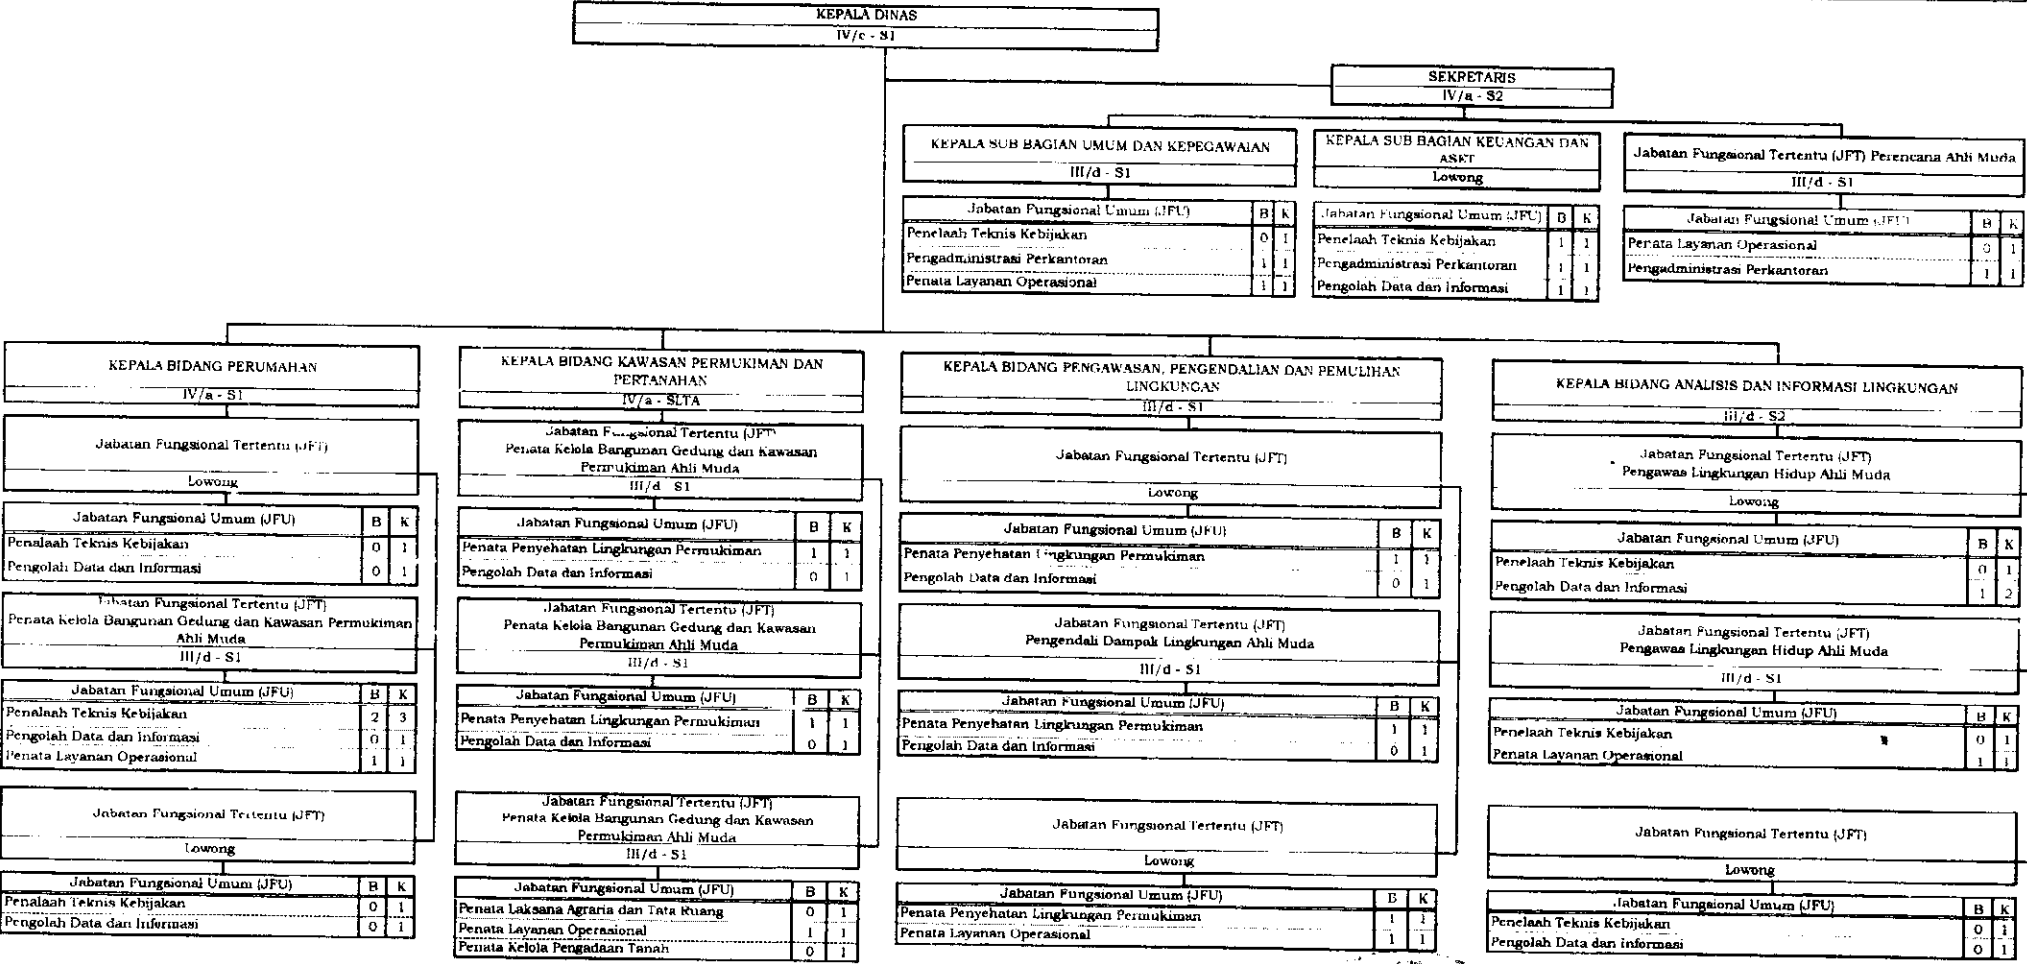 KEPALA DINAS
IV/c - S1
SEKRETARIS
IV/a - S2
KEPALA SUB BAGIAN UMUM DAN KEPEGAWAIAN
III/d - S1
Jabatan Fungsional Umum (JFU) B K
Penelaah Teknis Kebijakan 0 1
Pengadministrasi Perkantoran 1 1
Penata Layanan Operasional 1 1
KEPALA SUB BAGIAN KEUANGAN DAN
ASET
Lowong
Jabatan Fungsional Umum (JFU) B K
Penelaah Teknis Kebijakan 1 1
Pengadministrasi Perkantoran 1 1
Pengolah Data dan Informasi 1 1
Jabatan Fungsional Tertentu (JFT) Perencana Ahli Muda
III/d - S1
Jabatan Fungsional Umum (JFU) B K
Penata Layanan Operasional 0 1
Pengadministrasi Perkantoran 1 1
KEPALA BIDANG PERUMAHAN
IV/a - S1
Jabatan Fungsional Tertentu (JFT)
Lowong
Jabatan Fungsional Umum (JFU) B K
Penalaah Teknis Kebijakan 0 1
Pengolah Data dan Informasi 0 1
Jabatan Fungsional Tertentu (JFT)
Penata Kelola Bangunan Gedung dan Kawasan Permukiman
Ahli Muda
III/d - S1
Jabatan Fungsional Umum (JFU) B K
Penalaah Teknis Kebijakan 2 3
Pengolah Data dan Informasi 0 1
Penata Layanan Operasional 1 1
Jabatan Fungsional Tertentu (JFT)
Lowong
Jabatan Fungsional Umum (JFU) B K
Penalaah Teknis Kebijakan 0 1
Pengolah Data dan Informasi 0 1
KEPALA BIDANG KAWASAN PERMUKIMAN DAN
PERTANAHAN
IV/a - SLTA
Jabatan Fungsional Tertentu (JFT)
Penata Kelola Bangunan Gedung dan Kawasan
Permukiman Ahli Muda
III/d - S1
Jabatan Fungsional Umum (JFU) B K
Penata Penyehatan Lingkungan Permukiman 1 1
Pengolah Data dan Informasi 0 1
Jabatan Fungsional Tertentu (JFT)
Penata Kelola Bangunan Gedung dan Kawasan
Permukiman Ahli Muda
III/d - S1
Jabatan Fungsional Umum (JFU) B K
Penata Penyehatan Lingkungan Permukiman 1 1
Pengolah Data dan Informasi 0 1
Jabatan Fungsional Tertentu (JFT)
Penata Kelola Bangunan Gedung dan Kawasan
Permukiman Ahli Muda
III/d - S1
Jabatan Fungsional Umum (JFU) B K
Penata Laksana Agraria dan Tata Ruang 0 1
Penata Layanan Operasional 1 1
Penata Kelola Pengadaan Tanah 0 1
KEPALA BIDANG PENGAWASAN, PENGENDALIAN DAN PEMULIHAN
LINGKUNGAN
III/d - S1
Jabatan Fungsional Tertentu (JFT)
Lowong
Jabatan Fungsional Umum (JFU) B K
Penata Penyehatan Lingkungan Permukiman 1 1
Pengolah Data dan Informasi 0 1
Jabatan Fungsional Tertentu (JFT)
Pengendali Dampak Lingkungan Ahli Muda
III/d - S1
Jabatan Fungsional Umum (JFU) B K
Penata Penyehatan Lingkungan Permukiman 1 1
Pengolah Data dan Informasi 0 1
Jabatan Fungsional Tertentu (JFT)
Lowong
Jabatan Fungsional Umum (JFU) B K
Penata Penyehatan Lingkungan Permukiman 1 1
Penata Layanan Operasional 1 1
KEPALA BIDANG ANALISIS DAN INFORMASI LINGKUNGAN
III/d - S2
Jabatan Fungsional Tertentu (JFT)
Pengawas Lingkungan Hidup Ahli Muda
Lowong
Jabatan Fungsional Umum (JFU) B K
Penelaah Teknis Kebijakan 0 1
Pengolah Data dan Informasi 1 2
Jabatan Fungsional Tertentu (JFT)
Pengawas Lingkungan Hidup Ahli Muda
III/d - S1
Jabatan Fungsional Umum (JFU) B K
Penelaah Teknis Kebijakan 0 1
Penata Layanan Operasional 1 1
Jabatan Fungsional Tertentu (JFT)
Lowong
Jabatan Fungsional Umum (JFU) B K
Penelaah Teknis Kebijakan 0 1
Pengolah Data dan informasi 0 1